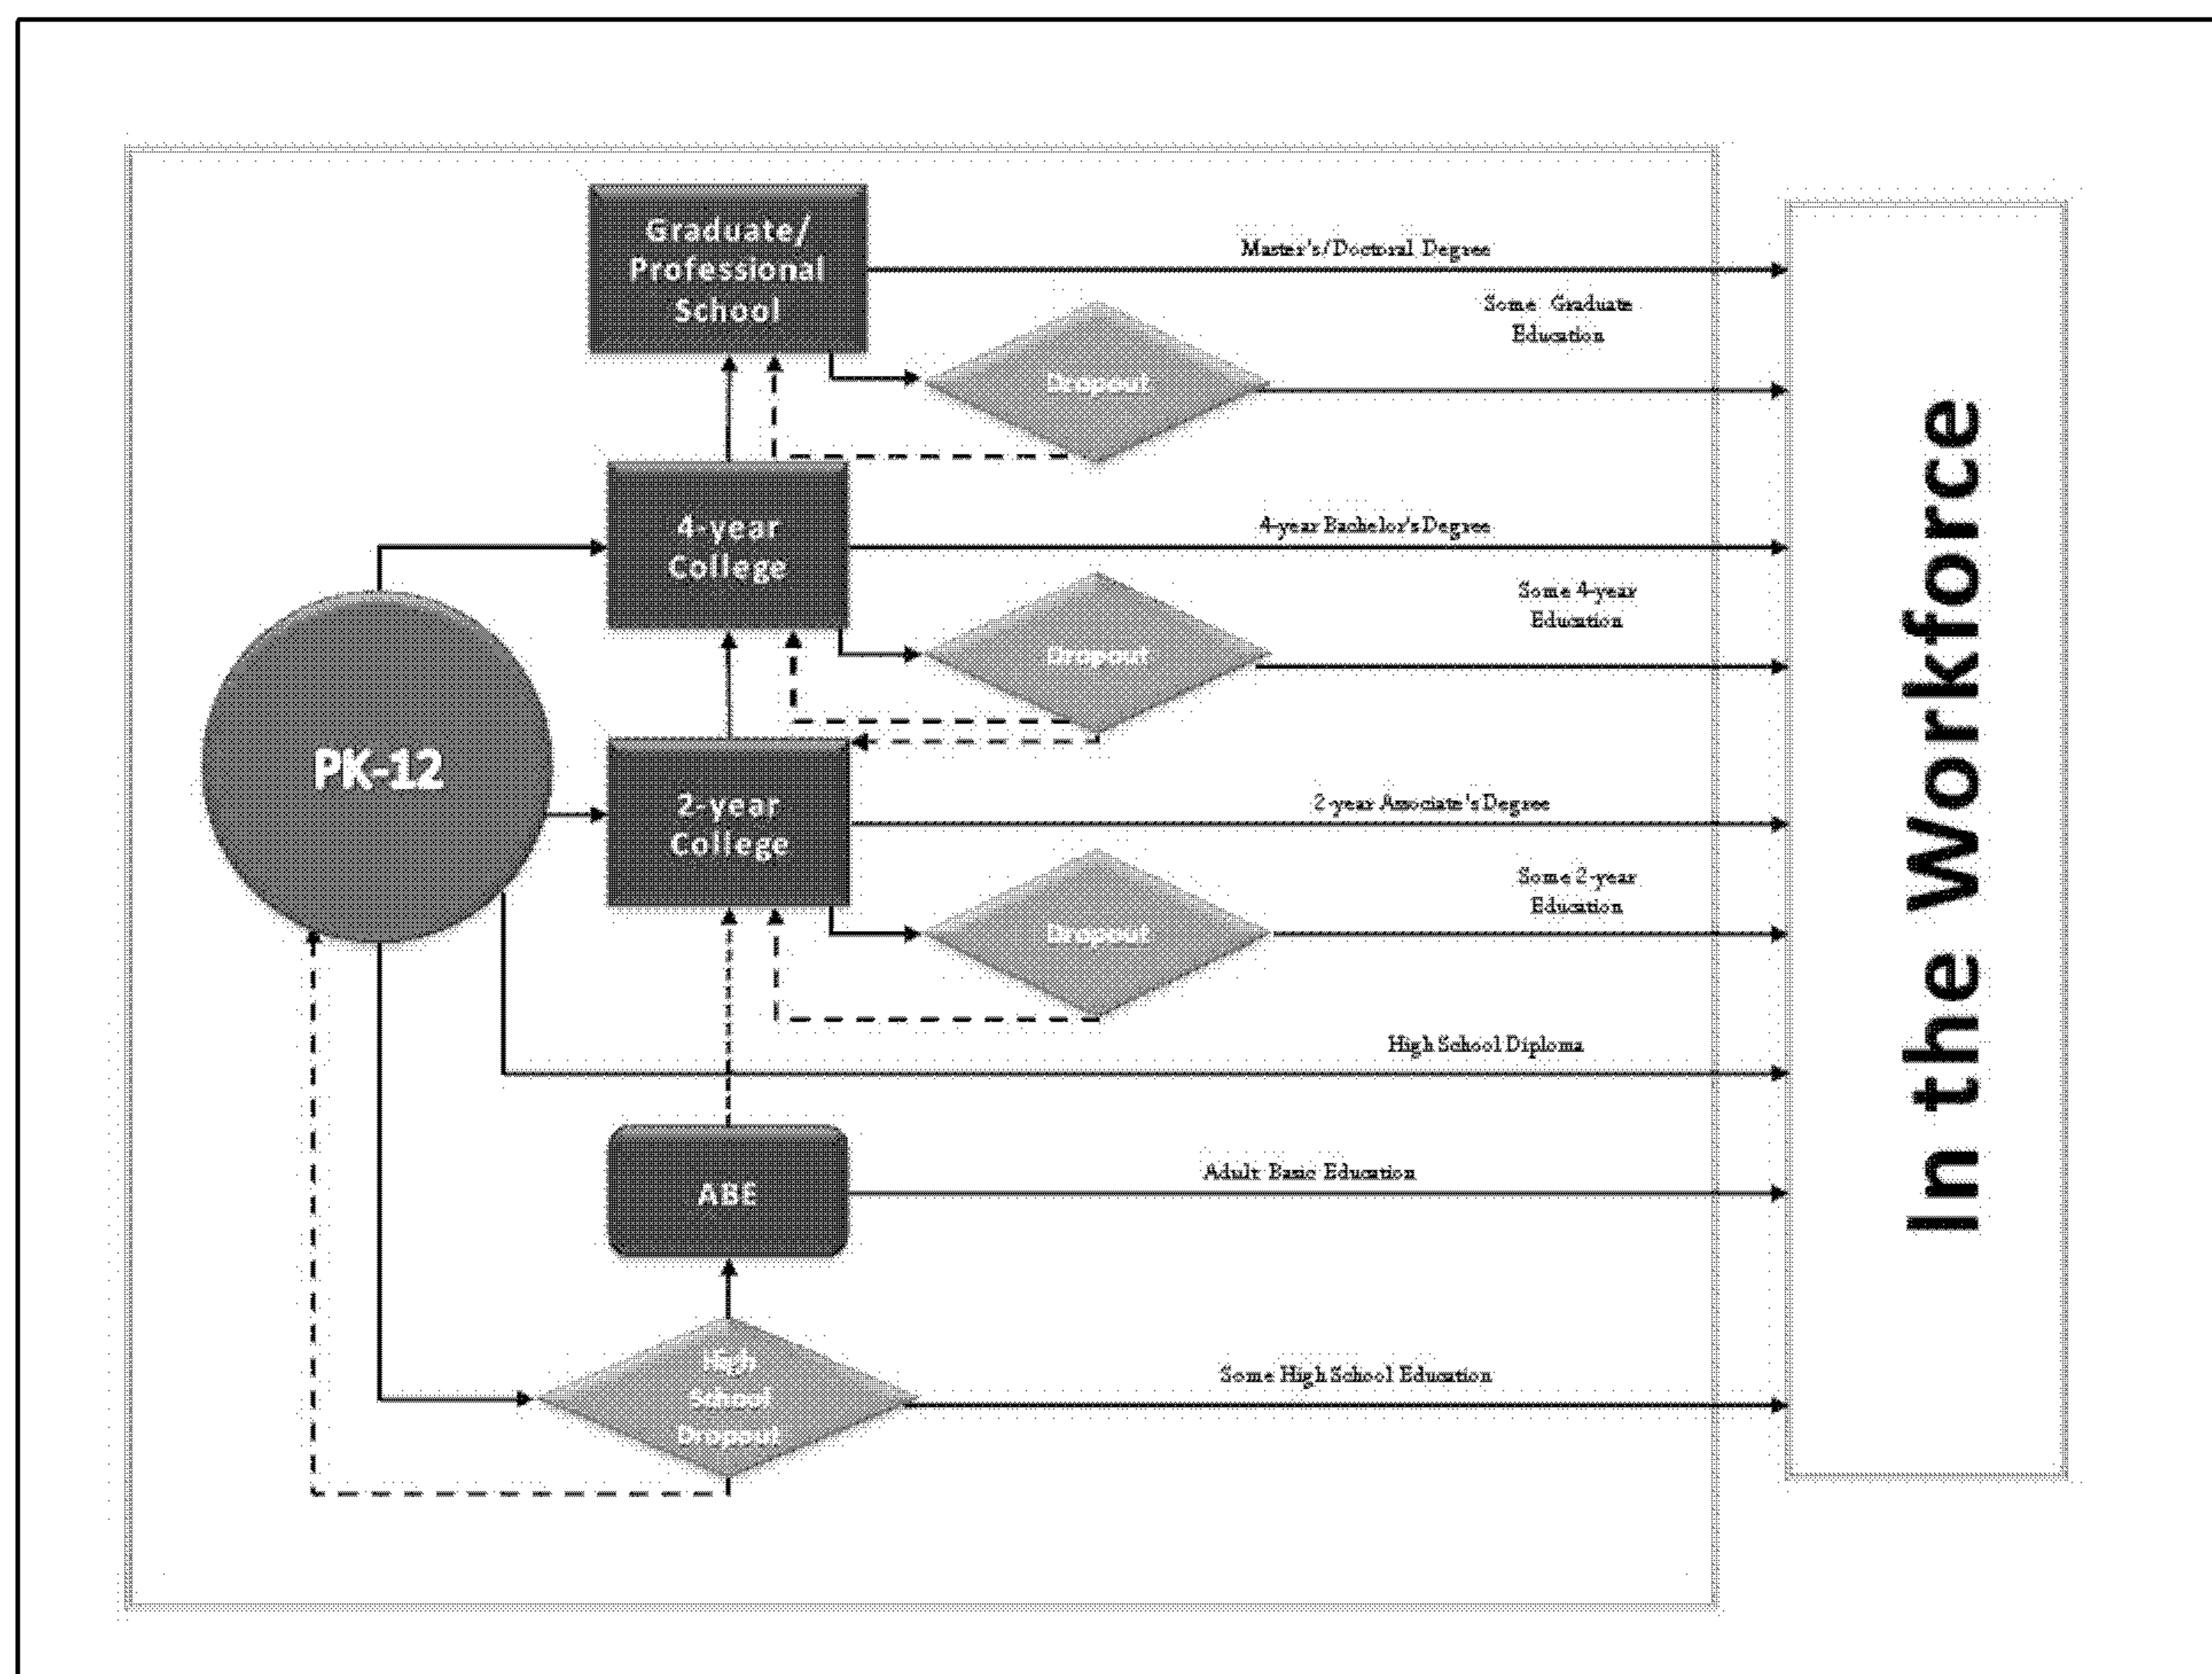 Graduate/
Professional
School
Master's/Doctoral Degree
Some Graduate
Education
Dropout
4-year
College
4-year Bachelor's Degree
Some 4-year
Education
Dropout
PK-12
2-year
College
2-year Associate's Degree
Some 2-year
Education
Dropout
High School Diploma
ABE
Adult Basic Education
High
School
Dropout
Some High School Education
In the Workforce